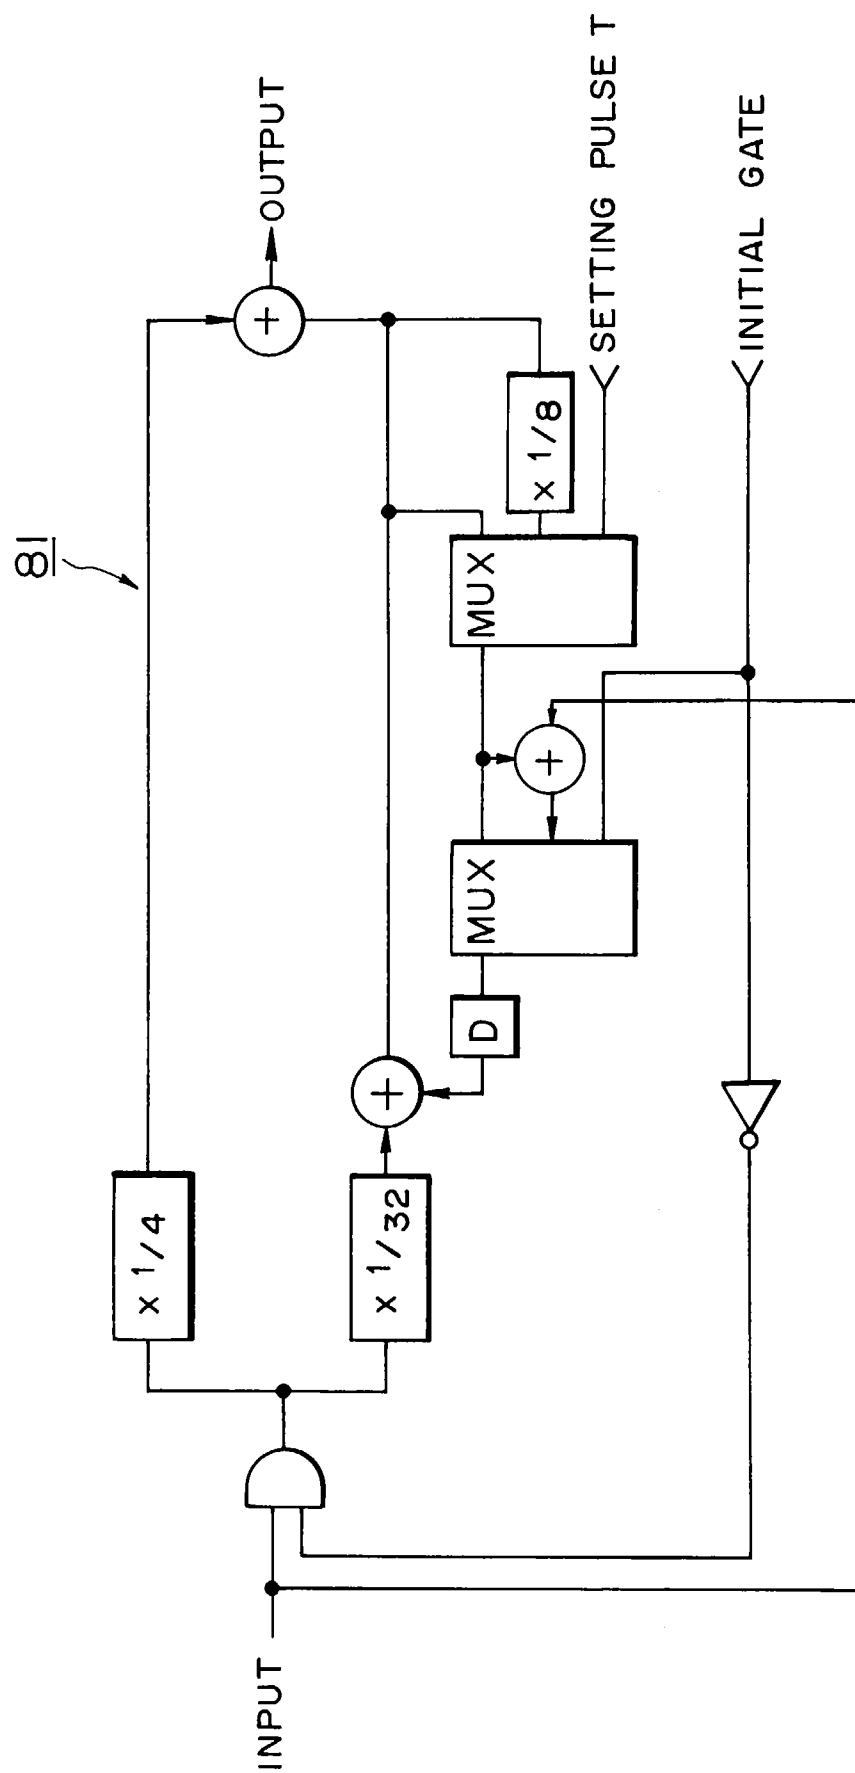 81
INPUT
× 1/4
× 1/32
D
MUX
MUX
× 1/8
+
+
+
OUTPUT
SETTING PULSE T
INITIAL GATE